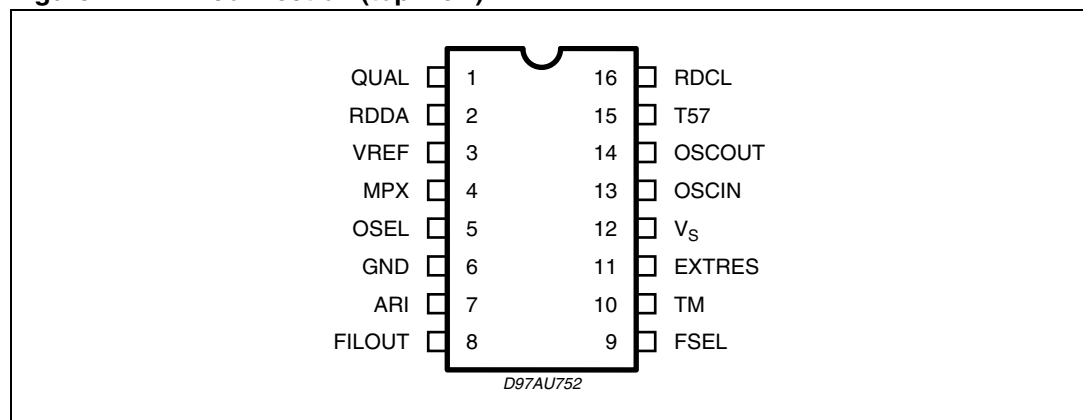 QUAL 1 16 RDCL
RDDA 2 15 T57
VREF 3 14 OSCOUT
MPX 4 13 OSCIN
OSEL 5 12 VS
GND 6 11 EXTRES
ARI 7 10 TM
FILOUT 8 9 FSEL
D97AU752